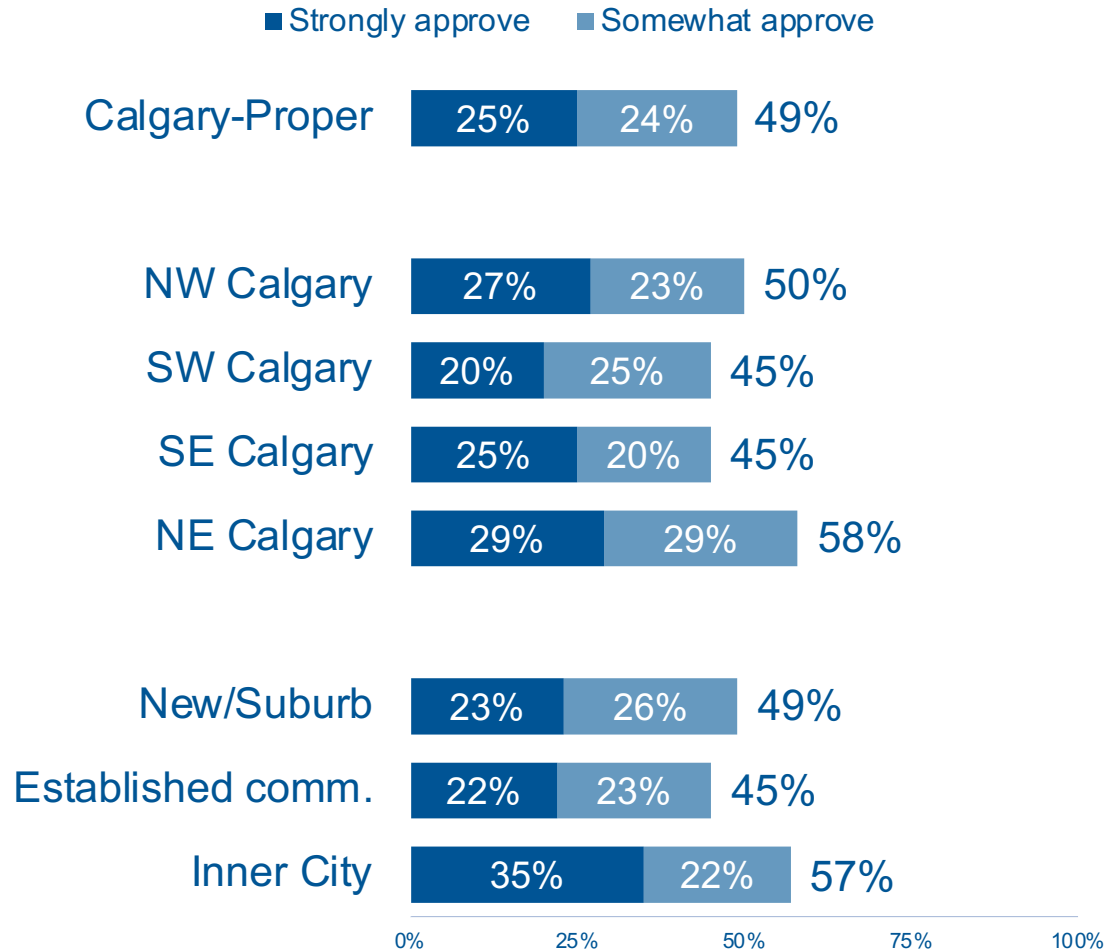 Strongly approve Somewhat approve
Calgary-Proper 25% 24% 49%
NW Calgary 27% 23% 50%
SW Calgary 20% 25% 45%
SE Calgary 25% 20% 45%
NE Calgary 29% 29% 58%
New/Suburb 23% 26% 49%
Established comm. 22% 23% 45%
Inner City 35% 22% 57%
0% 25% 50% 75% 100%